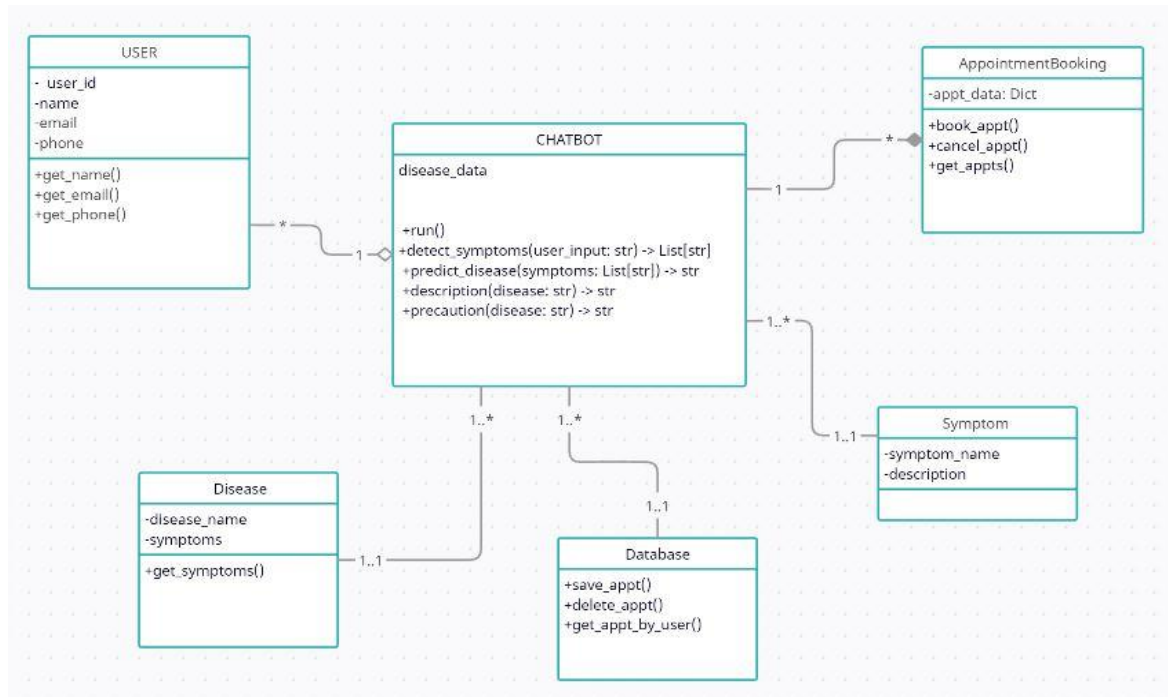 USER
- user_id
-name
-email
-phone
+get_name()
+get_email()
+get_phone()
*
1
CHATBOT
disease_data
+run()
+detect_symptoms(user_input: str) -> List[str]
+predict_disease(symptoms: List[str]) -> str
+description(disease: str) -> str
+precaution(disease: str) -> str
1
*
AppointmentBooking
-appt_data: Dict
+book_appt()
+cancel_appt()
+get_appts()
1..*
1..1
Symptom
-symptom_name
-description
1..*
1..1
Disease
-disease_name
-symptoms
+get_symptoms()
1..*
1..1
Database
+save_appt()
+delete_appt()
+get_appt_by_user()